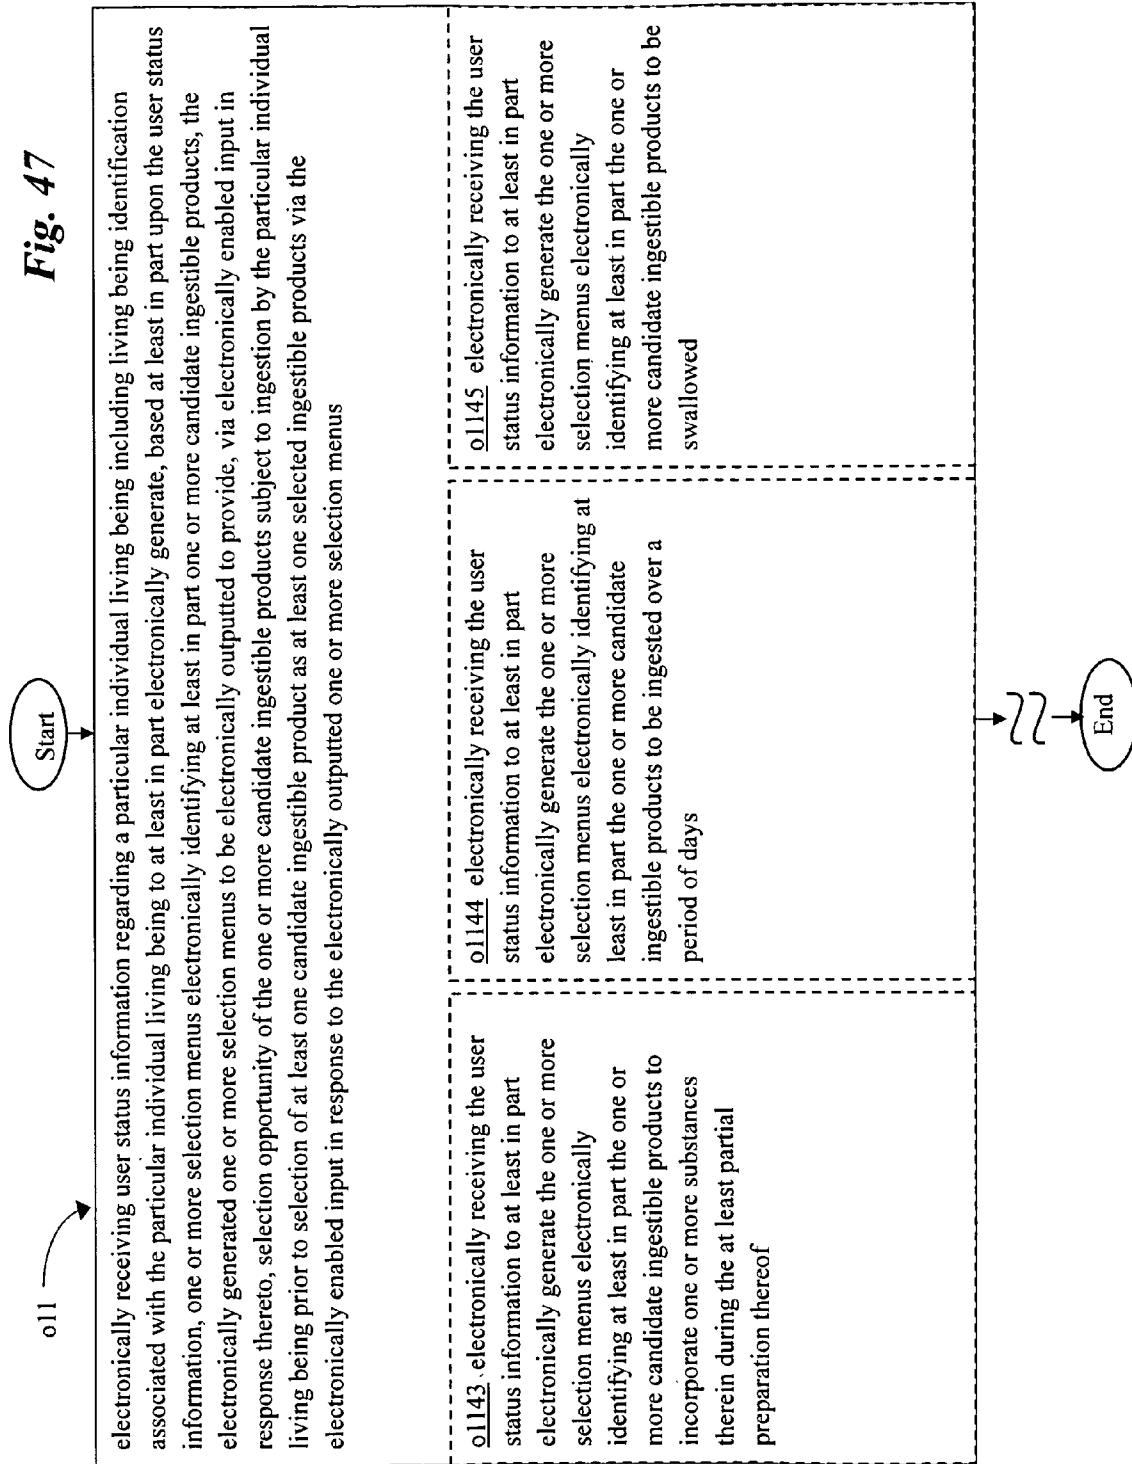 Fig. 47
Start
o11
electronically receiving user status information regarding a particular individual living being including living being identification
associated with the particular individual living being to at least in part electronically generate, based at least in part upon the user status
information, one or more selection menus electronically identifying at least in part one or more candidate ingestible products, the
electronically generated one or more selection menus to be electronically outputted to provide, via electronically enabled input in
response thereto, selection opportunity of the one or more candidate ingestible products subject to ingestion by the particular individual
living being prior to selection of at least one candidate ingestible product as at least one selected ingestible products via the
electronically enabled input in response to the electronically outputted one or more selection menus
o1143 electronically receiving the user
status information to at least in part
electronically generate the one or more
selection menus electronically
identifying at least in part the one or
more candidate ingestible products to
incorporate one or more substances
therein during the at least partial
preparation thereof
o1144 electronically receiving the user
status information to at least in part
electronically generate the one or more
selection menus electronically identifying at
least in part the one or more candidate
ingestible products to be ingested over a
period of days
o1145 electronically receiving the user
status information to at least in part
electronically generate the one or more
selection menus electronically
identifying at least in part the one or
more candidate ingestible products to be
swallowed
End